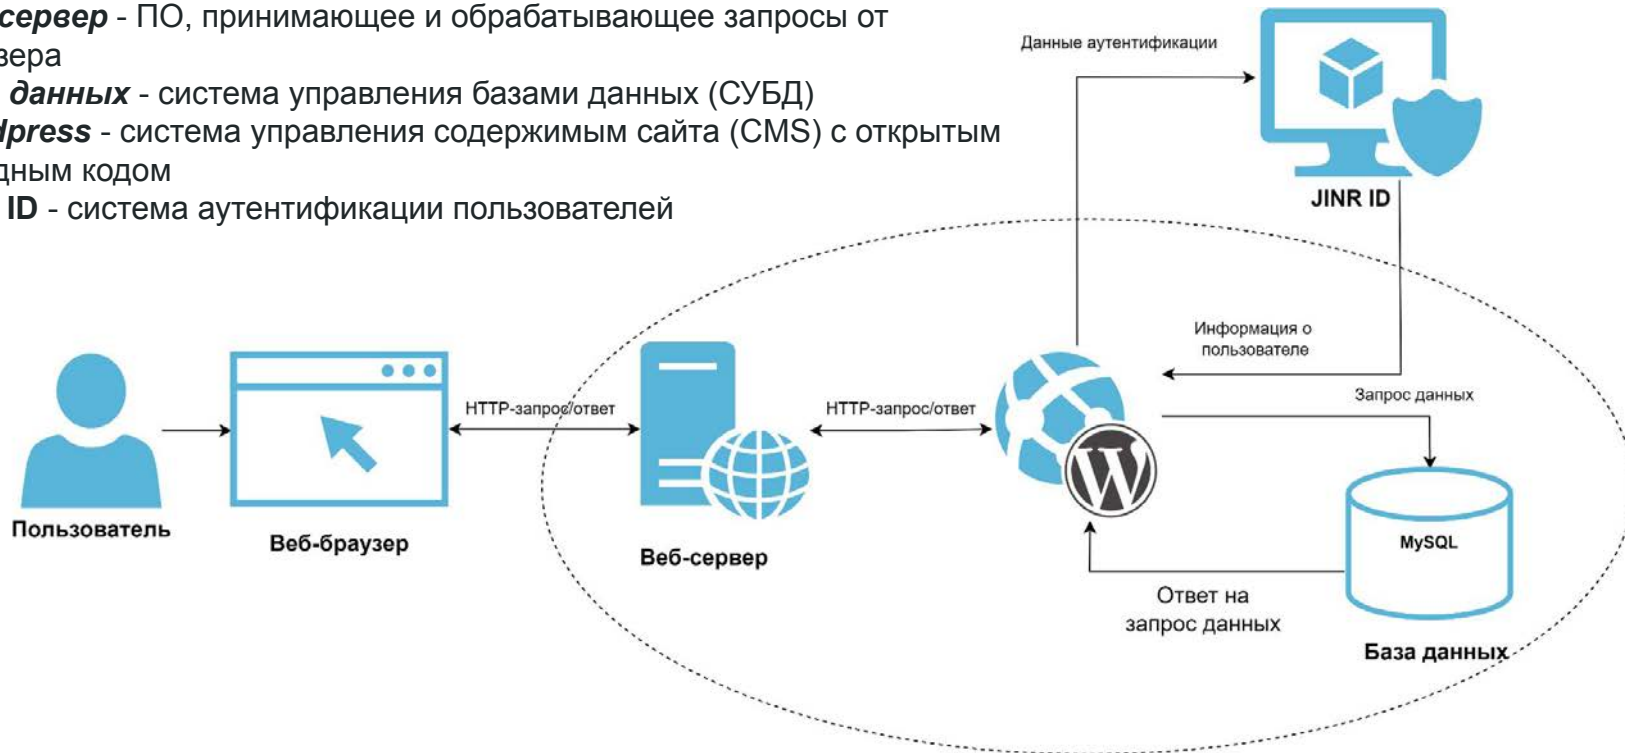 сервер - ПО, принимающее и обрабатывающее запросы от
зера
данных - система управления базами данных (СУБД)
dpress - система управления содержимым сайта (CMS) с открытым
дным кодом
ID - система аутентификации пользователей
Данные аутентификации
JINR ID
Информация о
пользователе
Запрос данных
HTTP-запрос/ответ
HTTP-запрос/ответ
Пользователь
Веб-браузер
Веб-сервер
W
MySQL
Ответ на
запрос данных
База данных